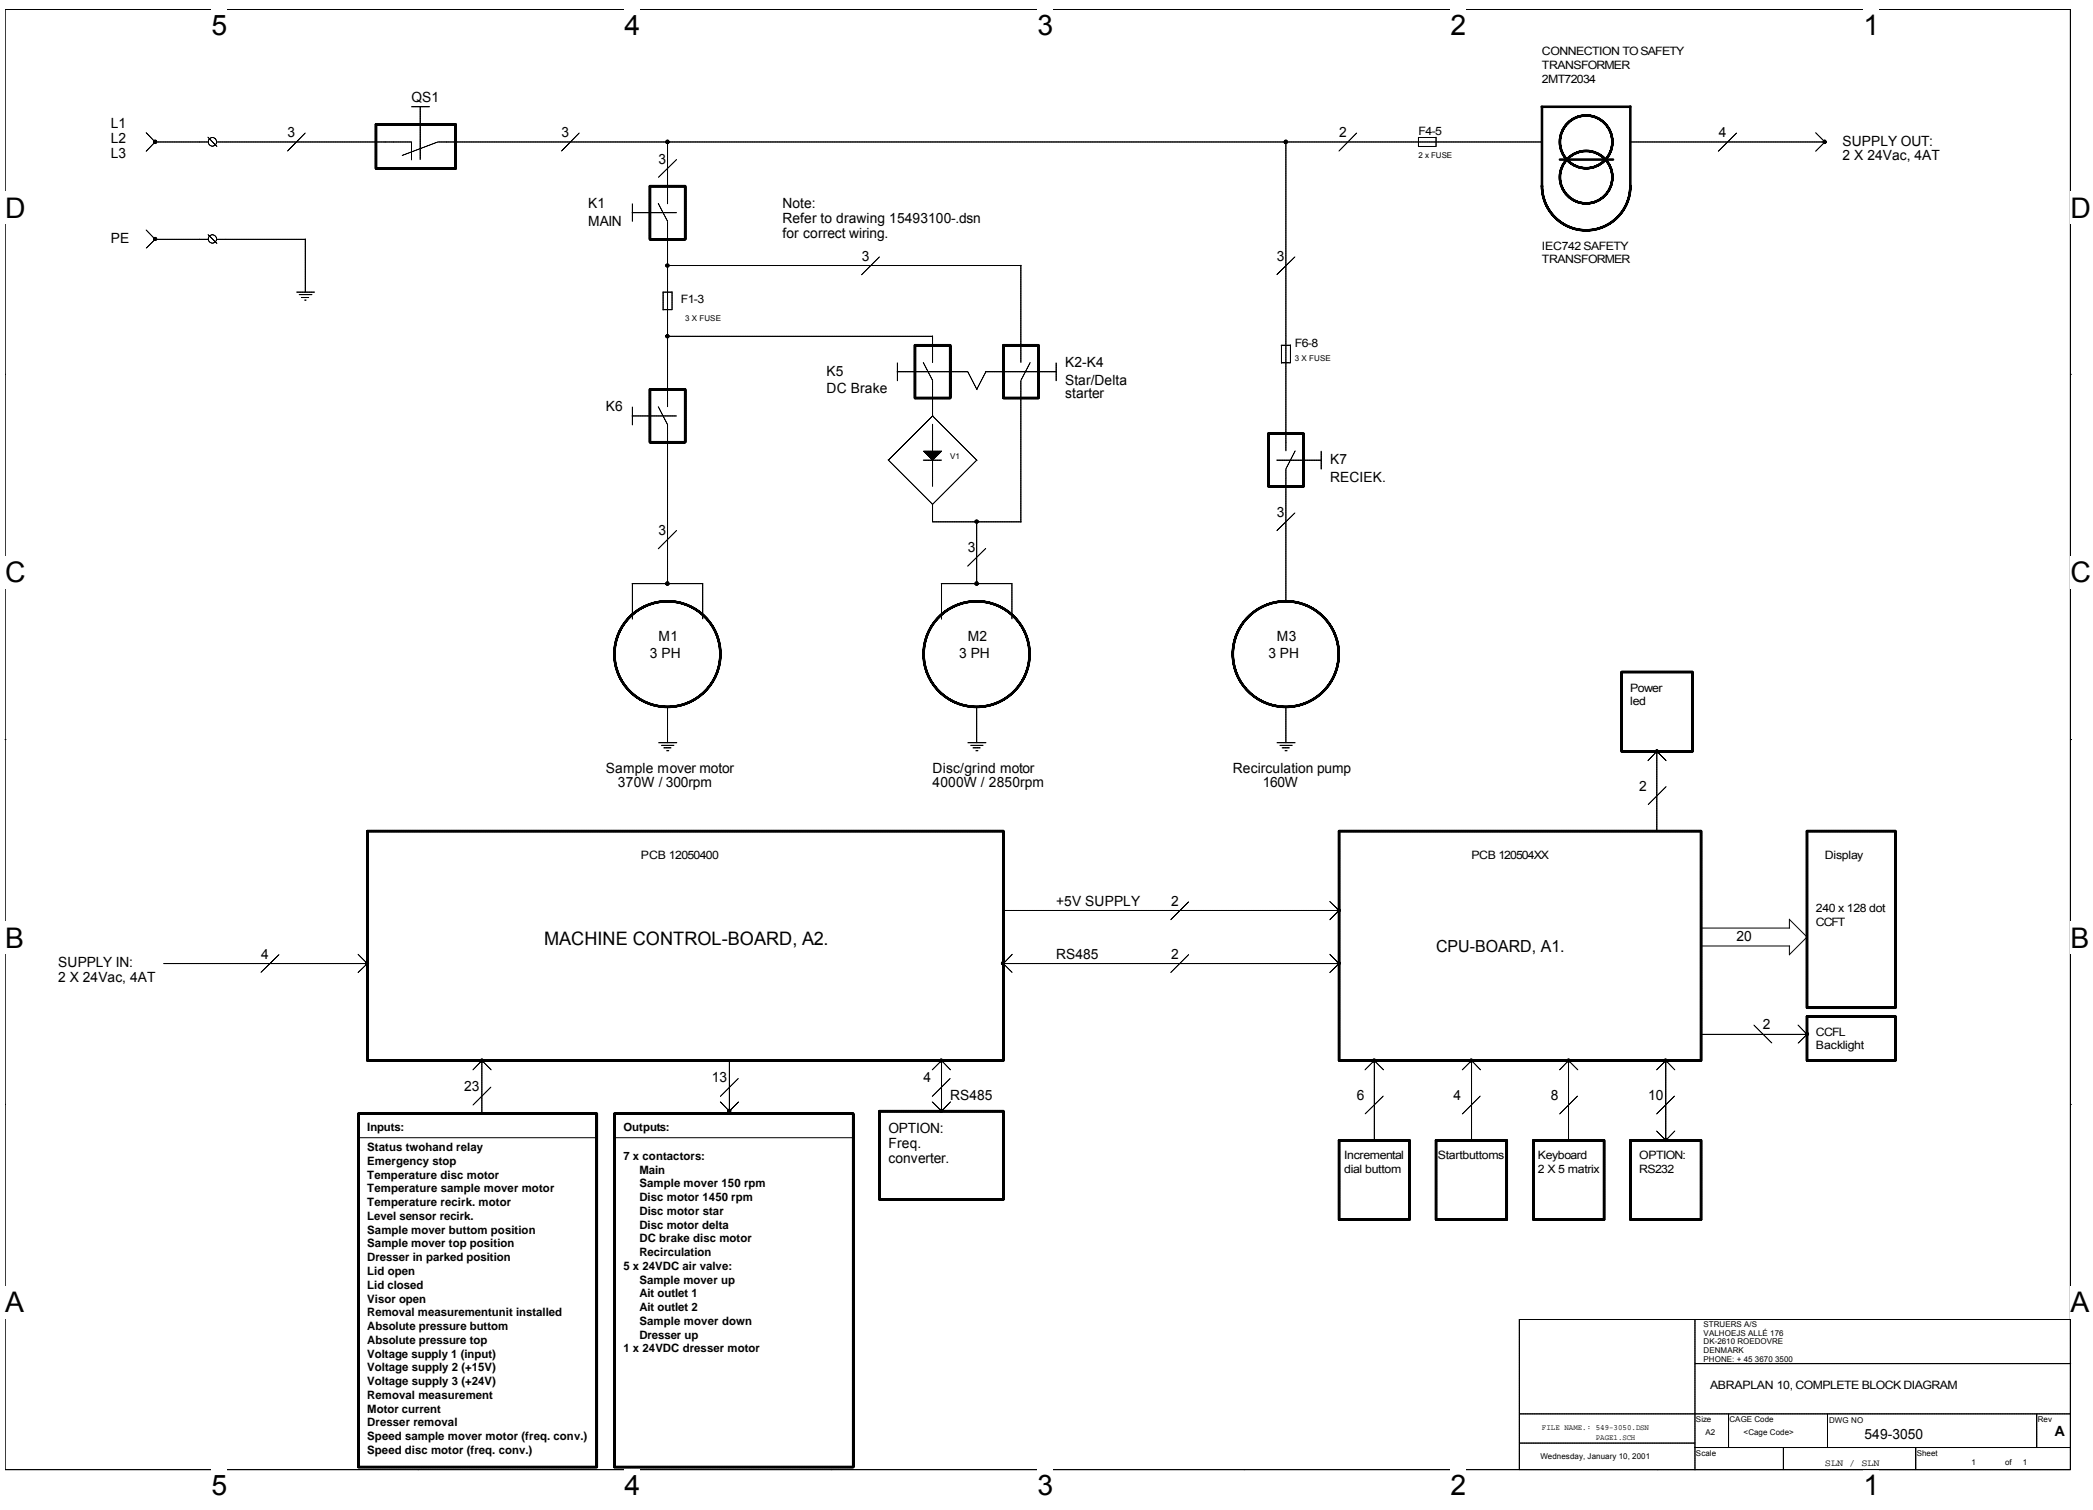 5
4
3
2
1
CONNECTION TO SAFETY
TRANSFORMER
2MT72034
QS1
L1
L2
L3
3
3
2
F4-5
2 x FUSE
4
SUPPLY OUT:
2 X 24Vac, 4AT
3
K1
MAIN
Note:
Refer to drawing 15493100-.dsn
for correct wiring.
D
D
PE
IEC742 SAFETY
TRANSFORMER
3
3
F1-3
3 X FUSE
F6-8
3 X FUSE
K5
DC Brake
K2-K4
Star/Delta
starter
K6
V1
K7
RECIEK.
3
3
3
C
C
M1
3 PH
M2
3 PH
M3
3 PH
Power
led
Sample mover motor
370W / 300rpm
Disc/grind motor
4000W / 2850rpm
Recirculation pump
160W
2
PCB 12050400
PCB 120504XX
Display
240 x 128 dot
CCFT
+5V SUPPLY
2
B
B
MACHINE CONTROL-BOARD, A2.
CPU-BOARD, A1.
20
SUPPLY IN:
2 X 24Vac, 4AT
4
RS485
2
2
CCFL
Backlight
23
13
4
RS485
6
4
8
10
Inputs:
Status twohand relay
Emergency stop
Temperature disc motor
Temperature sample mover motor
Temperature recirk. motor
Level sensor recirk.
Sample mover buttom position
Sample mover top position
Dresser in parked position
Lid open
Lid closed
Visor open
Removal measurementunit installed
Absolute pressure buttom
Absolute pressure top
Voltage supply 1 (input)
Voltage supply 2 (+15V)
Voltage supply 3 (+24V)
Removal measurement
Motor current
Dresser removal
Speed sample mover motor (freq. conv.)
Speed disc motor (freq. conv.)
Outputs:
7 x contactors:
Main
Sample mover 150 rpm
Disc motor 1450 rpm
Disc motor star
Disc motor delta
DC brake disc motor
Recirculation
5 x 24VDC air valve:
Sample mover up
Ait outlet 1
Ait outlet 2
Sample mover down
Dresser up
1 x 24VDC dresser motor
OPTION:
Freq.
converter.
Incremental
dial buttom
Startbuttoms
Keyboard
2 X 5 matrix
OPTION:
RS232
A
A
STRUERS A/S
VALHOEJS ALLÉ 176
DK-2610 ROEDOVRE
DENMARK
PHONE: + 45 3670 3500
ABRAPLAN 10, COMPLETE BLOCK DIAGRAM
FILE NAME.: 549-3050.DSN
PAGE1.SCH
Size
A2
CAGE Code
<Cage Code>
DWG NO
549-3050
Rev
A
Wednesday, January 10, 2001
Scale
SLN / SLN
Sheet
1 of 1
5
4
3
2
1